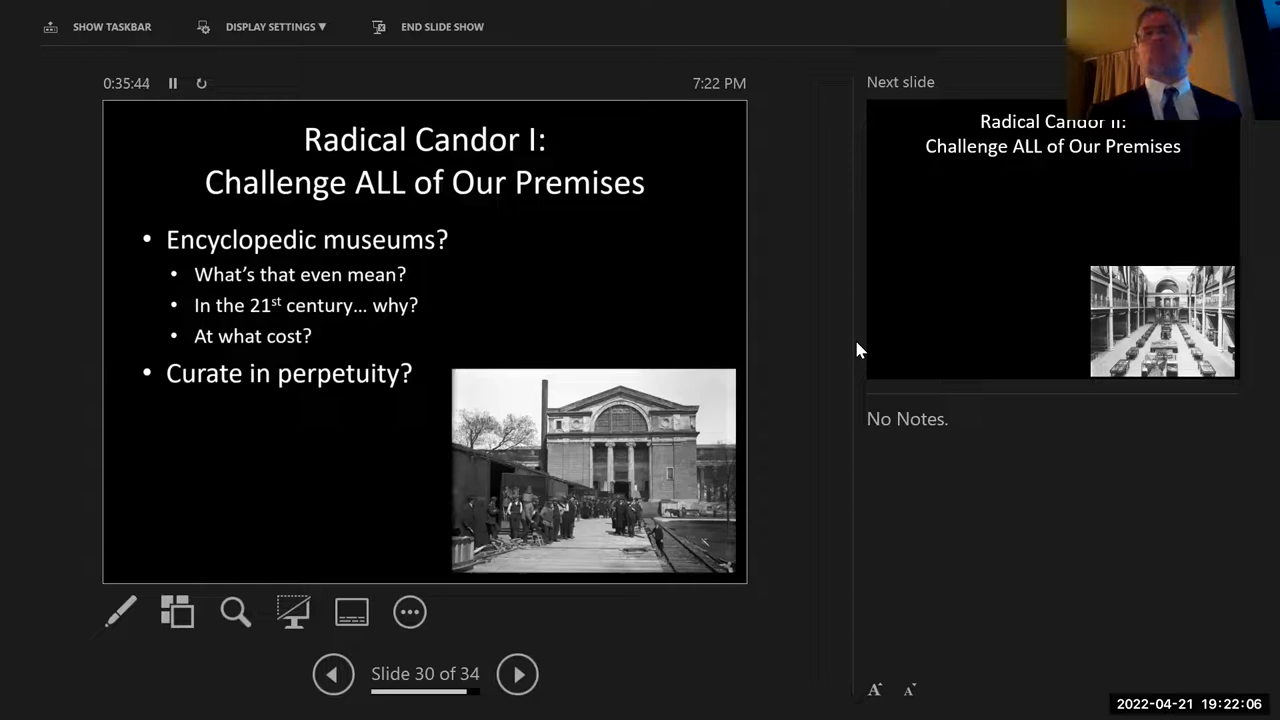 SHOW TASKBAR
DISPLAY SETTINGS ▼
END SLIDE SHOW
0:35:44
7:22 PM
Radical Candor I:
Challenge ALL of Our Premises
• Encyclopedic museums?
• What's that even mean?
• In the 21st century... why?
• At what cost?
• Curate in perpetuity?
Slide 30 of 34
Next slide
Radical Candor II:
Challenge ALL of Our Premises
No Notes.
A A
2022-04-21 19:22:06